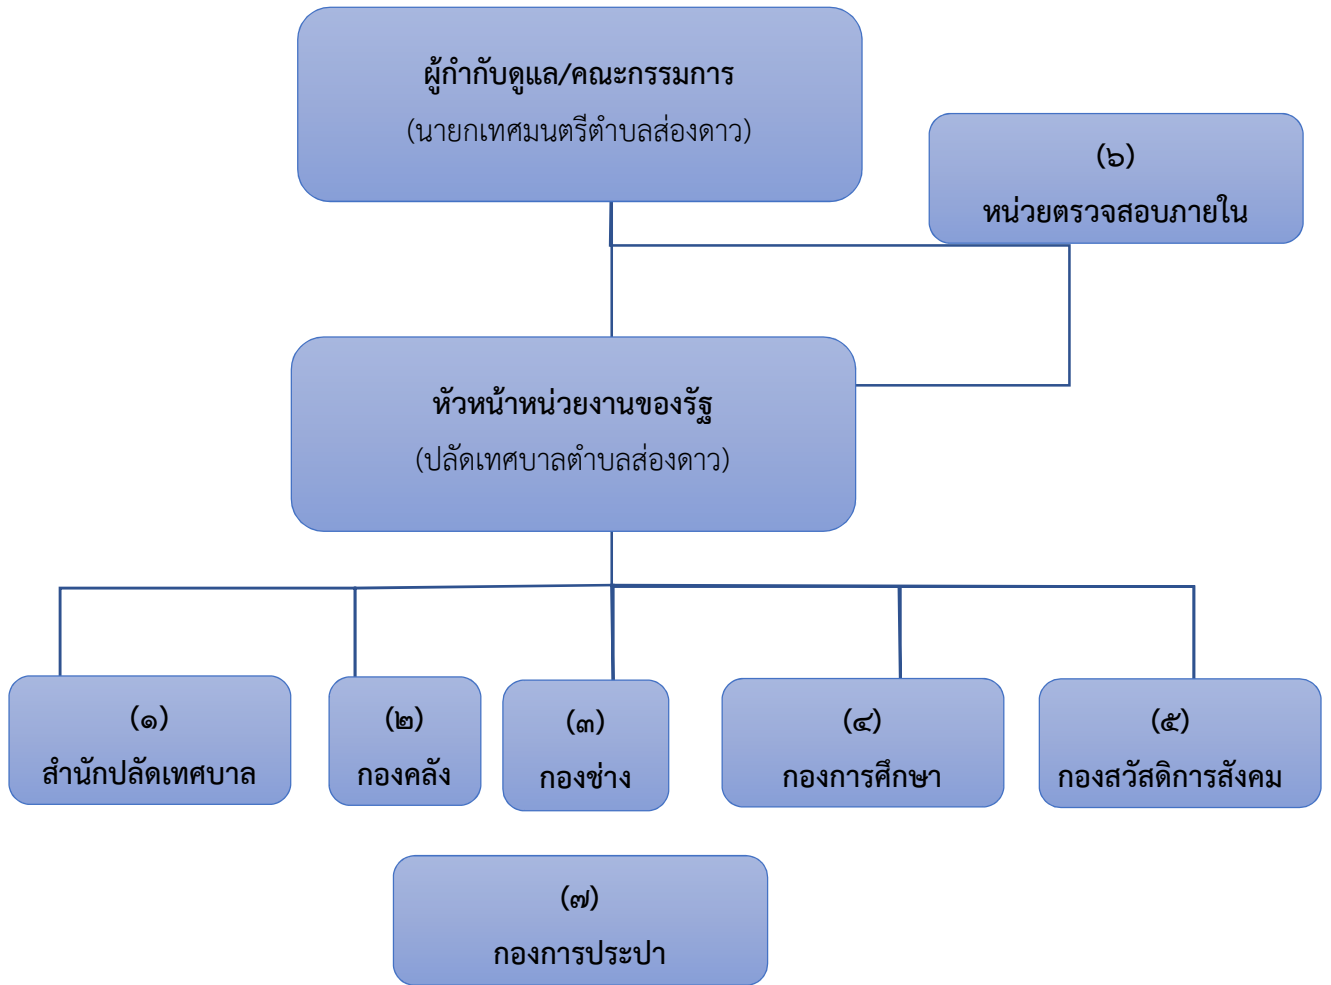 ผู้กำกับดูแล/คณะกรรมการ
(นายกเทศมนตรีตำบลส่องดาว)
(๖)
หน่วยตรวจสอบภายใน
หัวหน้าหน่วยงานของรัฐ
(ปลัดเทศบาลตำบลส่องดาว)
(๑)
สำนักปลัดเทศบาล
(๒)
กองคลัง
(๓)
กองช่าง
(๔)
กองการศึกษา
(๕)
กองสวัสดิการสังคม
(๗)
กองการประปา